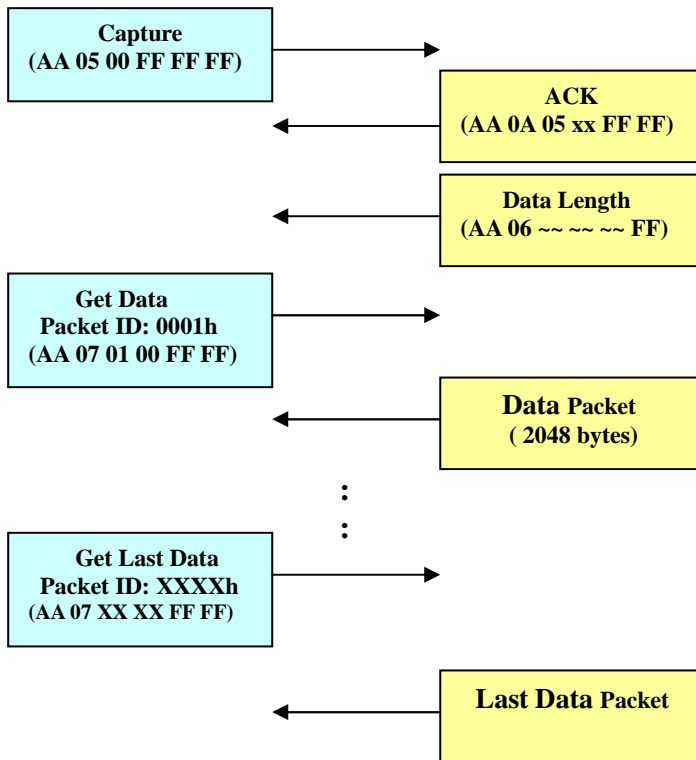 Capture
(AA 05 00 FF FF FF)
ACK
(AA 0A 05 xx FF FF)
Data Length
(AA 06 ~~ ~~ ~~ FF)
Get Data
Packet ID: 0001h
(AA 07 01 00 FF FF)
Data Packet
( 2048 bytes)
:
:
Get Last Data
Packet ID: XXXXh
(AA 07 XX XX FF FF)
Last Data Packet